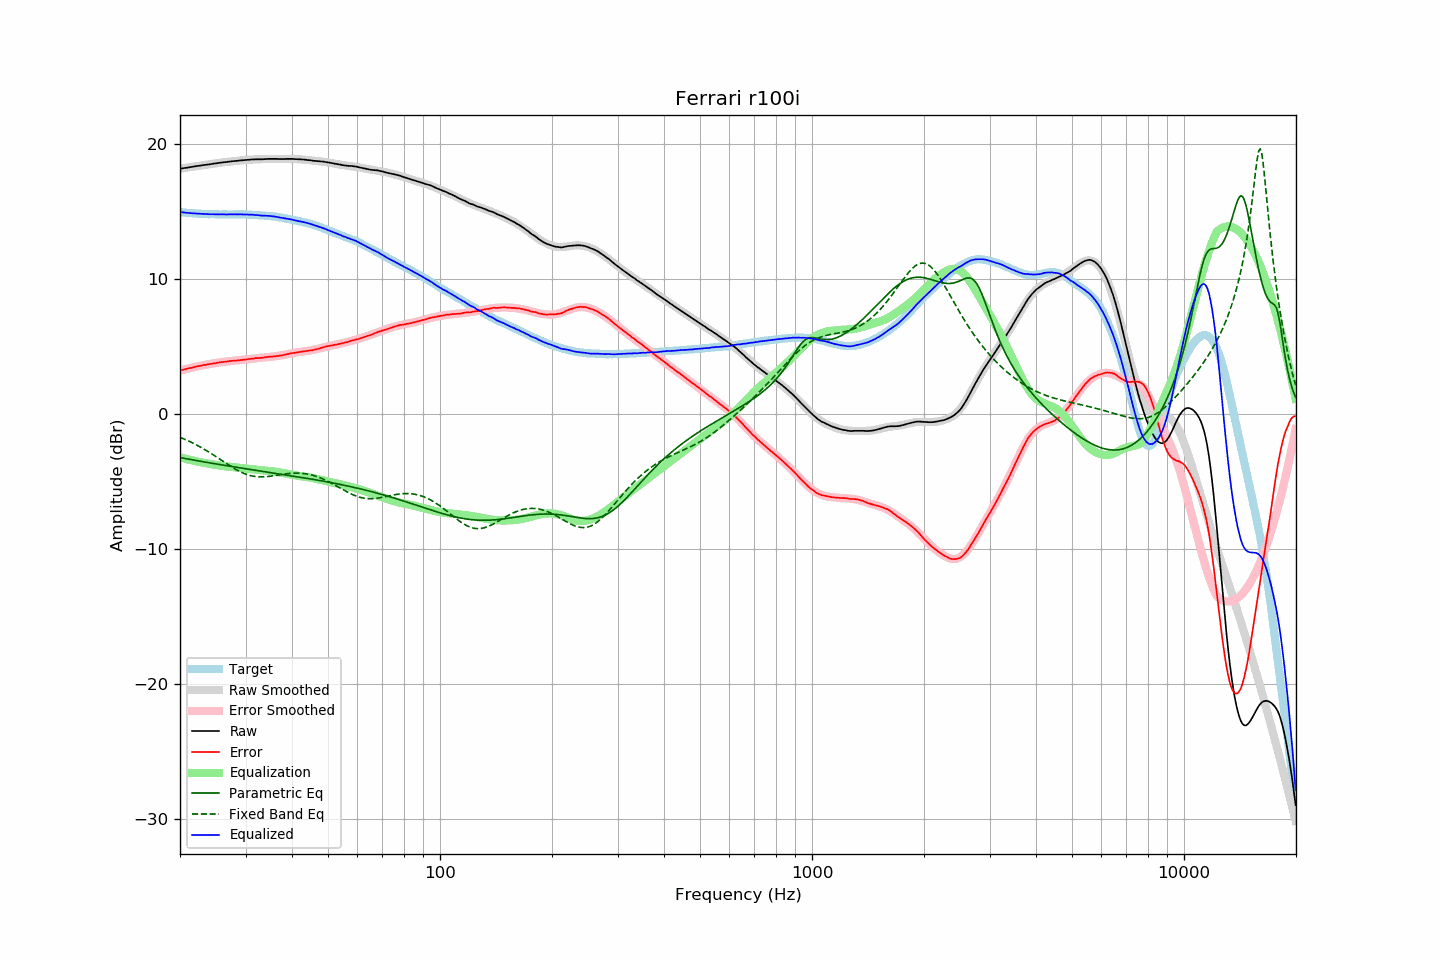 Ferrari r100i
20
10
0
−10
−20
−30
Amplitude (dBr)
Target
Raw Smoothed
Error Smoothed
Raw
Error
Equalization
Parametric Eq
Fixed Band Eq
Equalized
100
1000
10000
Frequency (Hz)